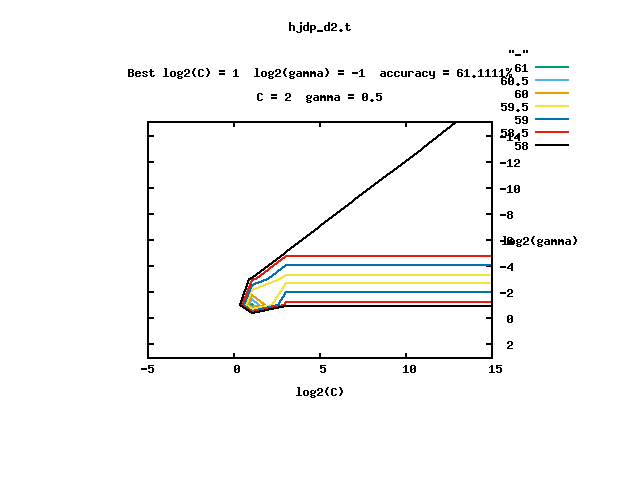 hjdp_d2.t
"-"
Best log2(C) = 1  log2(gamma) = -1  accuracy = 61.1111%
C = 2  gamma = 0.5
61
60.5
60
59.5
59
58.5
58
-14
-12
-10
-8
-6
log2(gamma)
-4
-2
0
2
-5 0 5 10 15
log2(C)